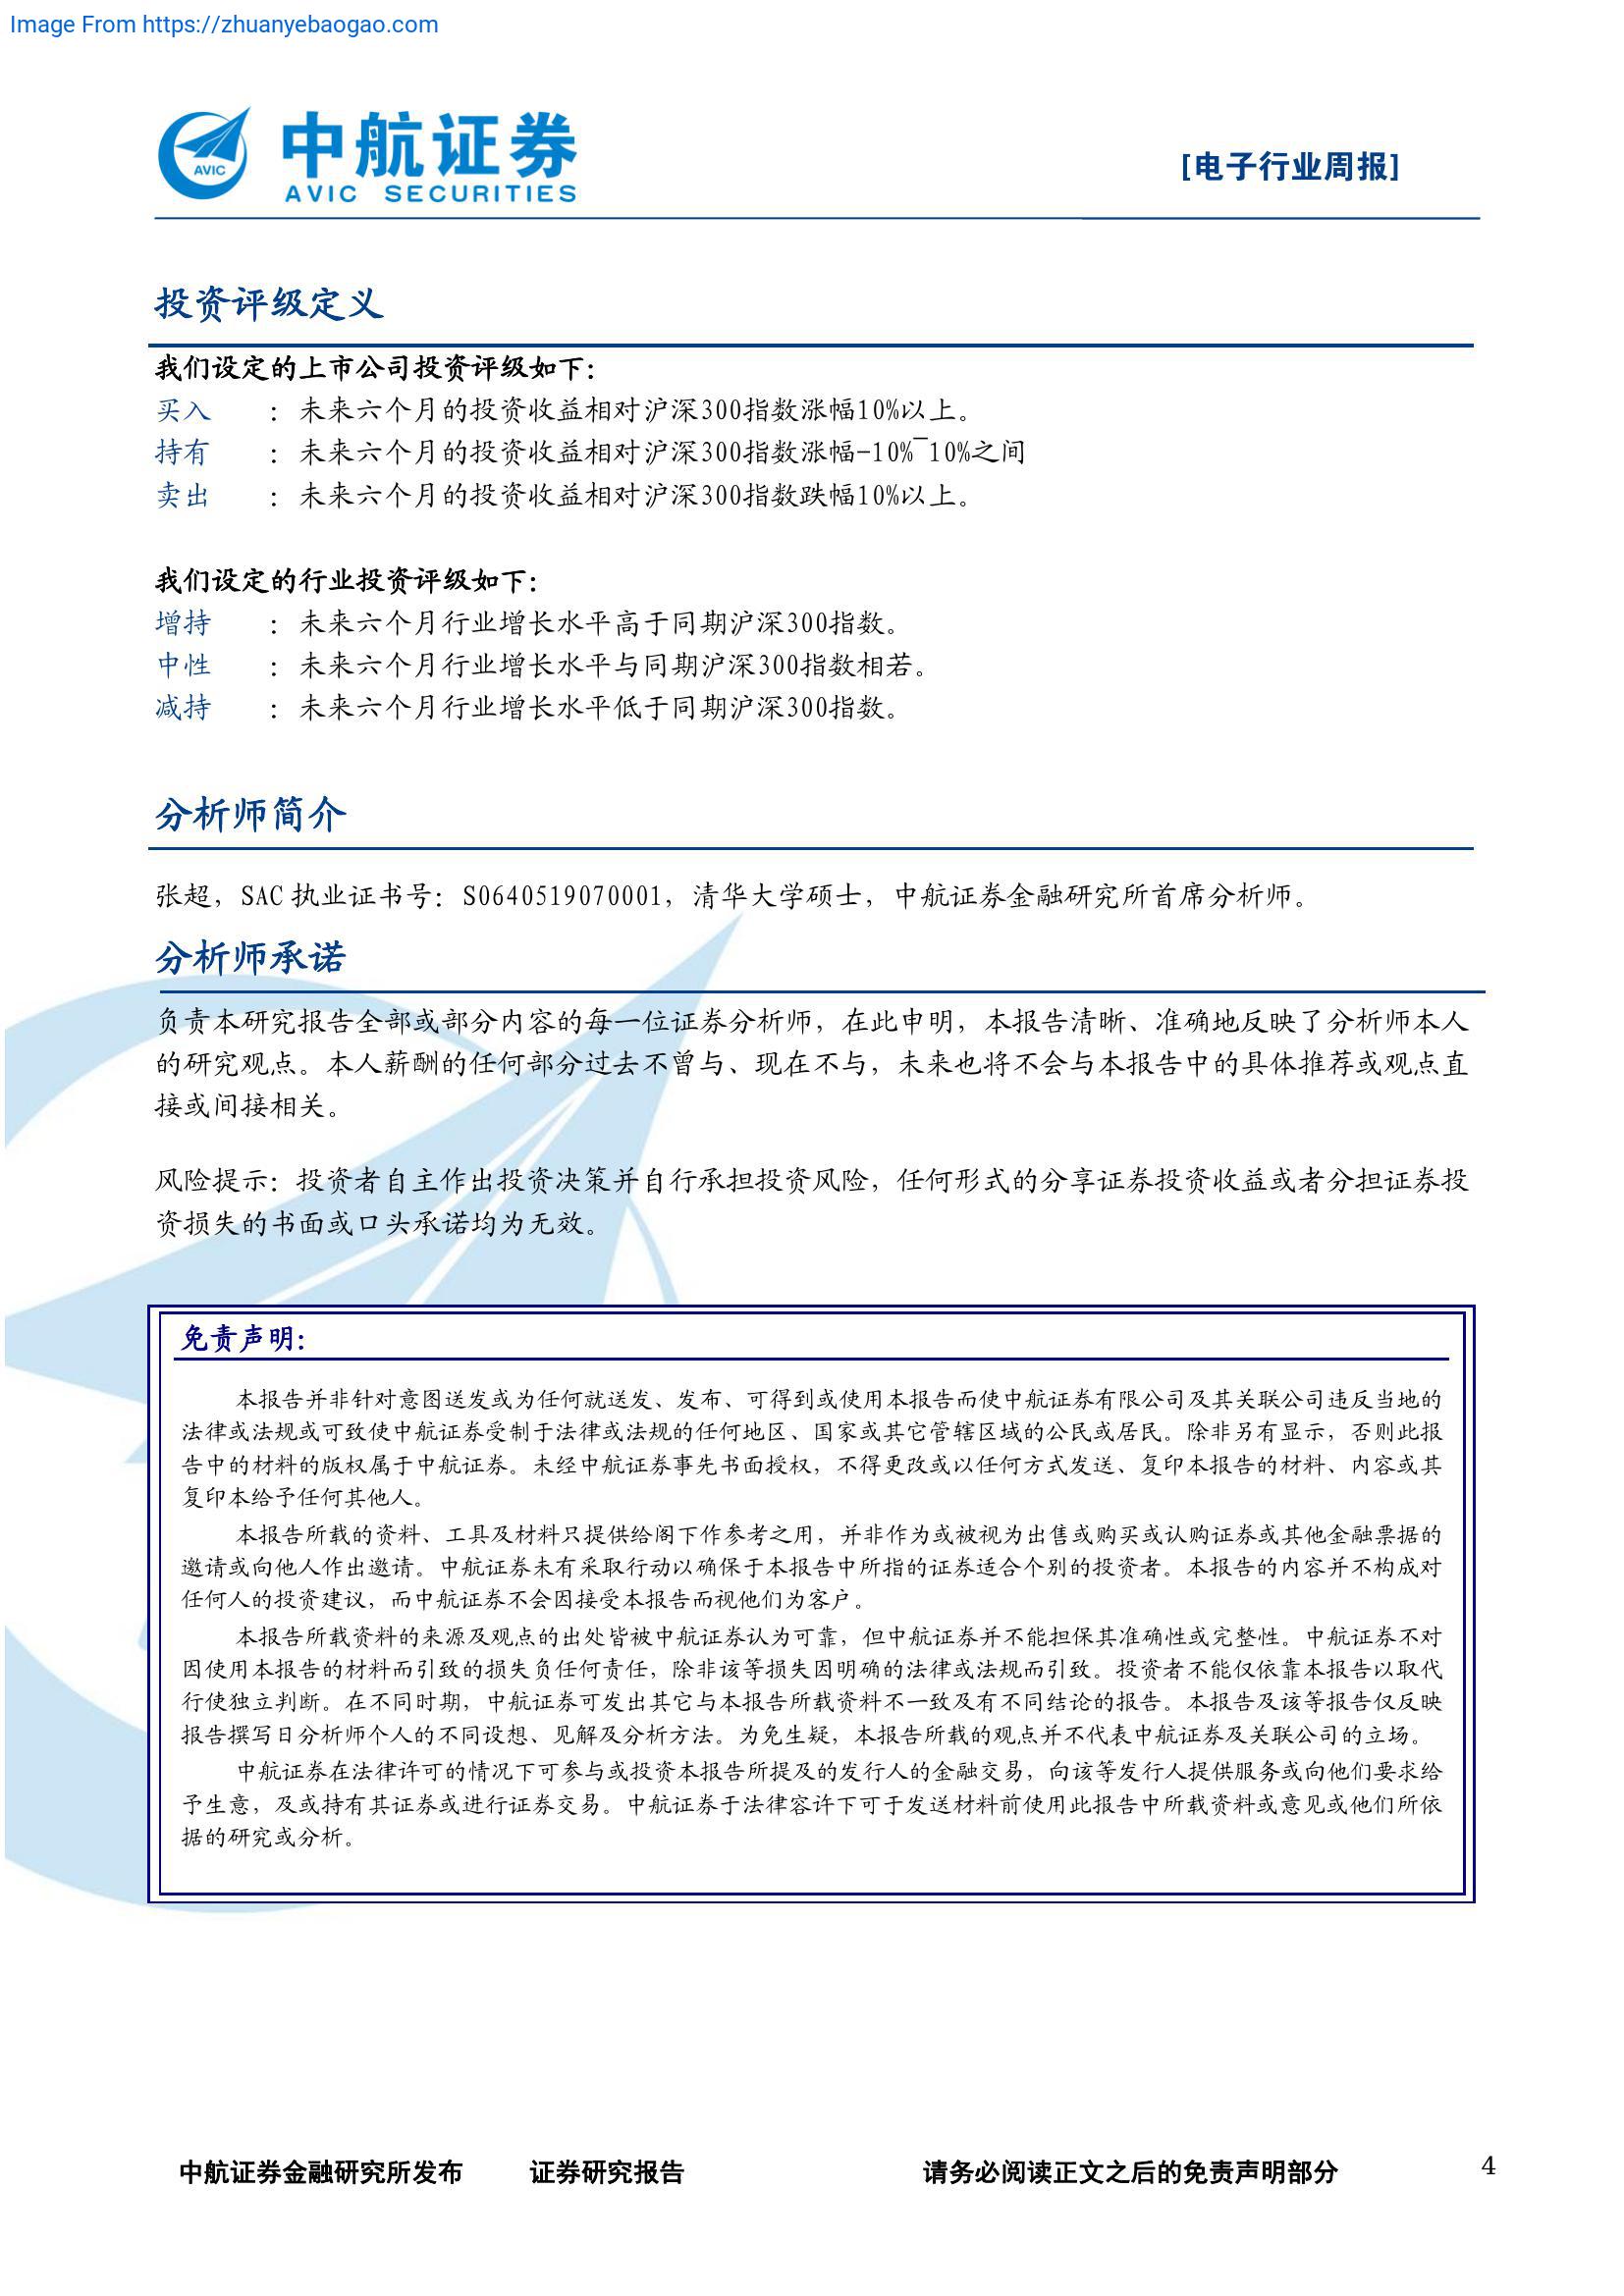 Image From https://zhuanyebaogao.com
AVIC
中航证券
AVIC SECURITIES
[电子行业周报]
投资评级定义
我们设定的上市公司投资评级如下：
买入 ：未来六个月的投资收益相对沪深300指数涨幅10%以上。
持有 ：未来六个月的投资收益相对沪深300指数涨幅-10%~10%之间
卖出 ：未来六个月的投资收益相对沪深300指数跌幅10%以上。
我们设定的行业投资评级如下：
增持 ：未来六个月行业增长水平高于同期沪深300指数。
中性 ：未来六个月行业增长水平与同期沪深300指数相若。
减持 ：未来六个月行业增长水平低于同期沪深300指数。
分析师简介
张超，SAC 执业证书号：S0640519070001，清华大学硕士，中航证券金融研究所首席分析师。
分析师承诺
负责本研究报告全部或部分内容的每一位证券分析师，在此申明，本报告清晰、准确地反映了分析师本人
的研究观点。本人薪酬的任何部分过去不曾与、现在不与，未来也将不会与本报告中的具体推荐或观点直
接或间接相关。
风险提示：投资者自主作出投资决策并自行承担投资风险，任何形式的分享证券投资收益或者分担证券投
资损失的书面或口头承诺均为无效。
免责声明：
本报告并非针对意图送发或为任何就送发、发布、可得到或使用本报告而使中航证券有限公司及其关联公司违反当地的
法律或法规或可致使中航证券受制于法律或法规的任何地区、国家或其它管辖区域的公民或居民。除非另有显示，否则此报
告中的材料的版权属于中航证券。未经中航证券事先书面授权，不得更改或以任何方式发送、复印本报告的材料、内容或其
复印本给予任何其他人。
本报告所载的资料、工具及材料只提供给阁下作参考之用，并非作为或被视为出售或购买或认购证券或其他金融票据的
邀请或向他人作出邀请。中航证券未有采取行动以确保于本报告中所指的证券适合个别的投资者。本报告的内容并不构成对
任何人的投资建议，而中航证券不会因接受本报告而视他们为客户。
本报告所载资料的来源及观点的出处皆被中航证券认为可靠，但中航证券并不能担保其准确性或完整性。中航证券不对
因使用本报告的材料而引致的损失负任何责任，除非该等损失因明确的法律或法规而引致。投资者不能仅依靠本报告以取代
行使独立判断。在不同时期，中航证券可发出其它与本报告所载资料不一致及有不同结论的报告。本报告及该等报告仅反映
报告撰写日分析师个人的不同设想、见解及分析方法。为免生疑，本报告所载的观点并不代表中航证券及关联公司的立场。
中航证券在法律许可的情况下可参与或投资本报告所提及的发行人的金融交易，向该等发行人提供服务或向他们要求给
予生意，及或持有其证券或进行证券交易。中航证券于法律容许下可于发送材料前使用此报告中所载资料或意见或他们所依
据的研究或分析。
中航证券金融研究所发布 证券研究报告 请务必阅读正文之后的免责声明部分 4